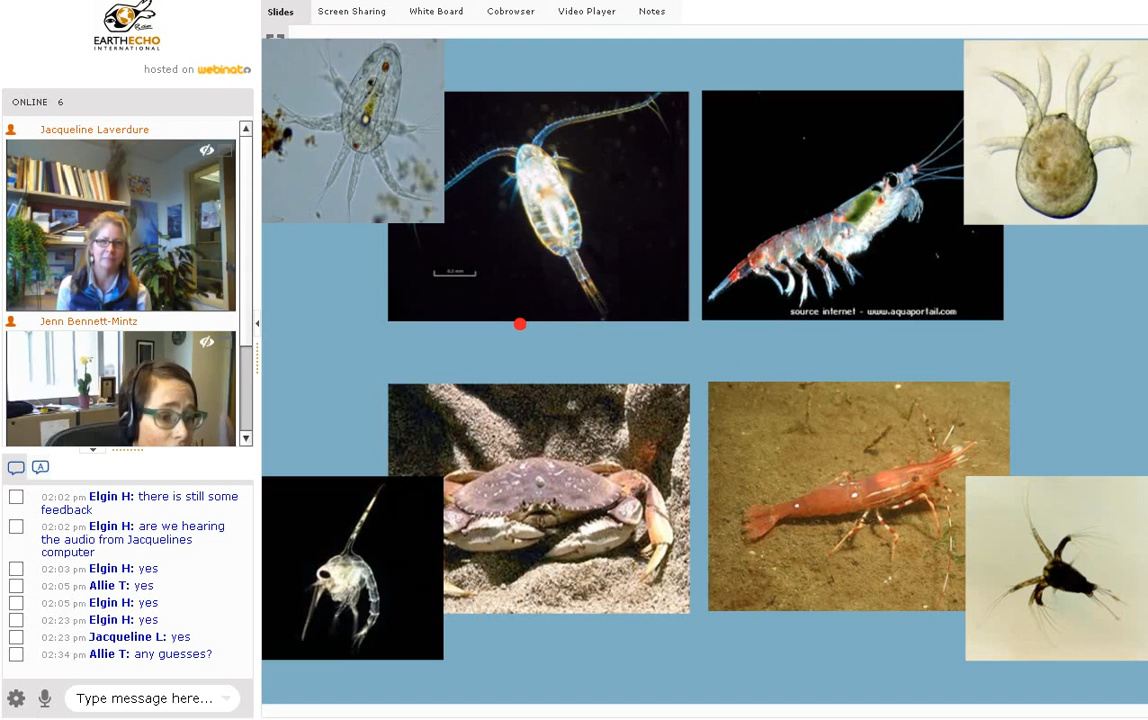 EARTHECHO
INTERNATIONAL
hosted on webinato
ONLINE 6
Jacqueline Laverdure
Jenn Bennett-Mintz
A
02:02 pm Elgin H: there is still some
feedback
02:02 pm Elgin H: are we hearing
the audio from Jacquelines
computer
02:03 pm Elgin H: yes
02:05 pm Allie T: yes
02:05 pm Elgin H: yes
02:23 pm Elgin H: yes
02:23 pm Jacqueline L: yes
02:34 pm Allie T: any guesses?
Type message here...
Slides Screen Sharing White Board Cobrowser Video Player Notes
source internet - www.aquaportail.com